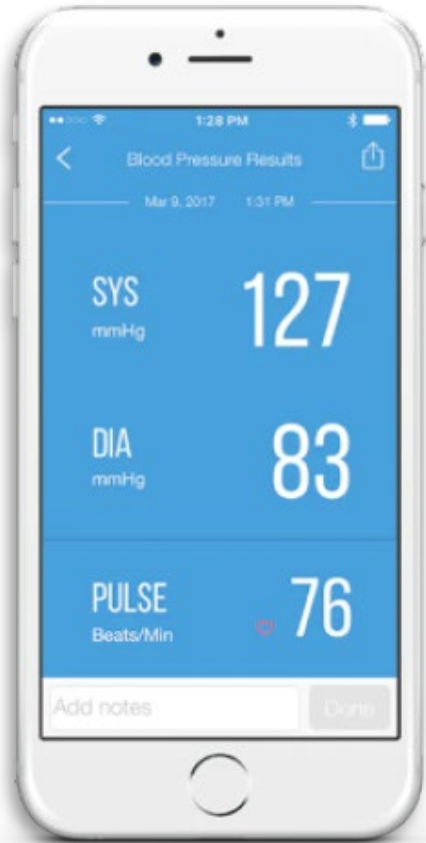 1:28 PM
Blood Pressure Results
Mar 9, 2017 1:31 PM
SYS 127
mmHg
DIA 83
mmHg
PULSE 76
Beats/Min
Add notes
Done